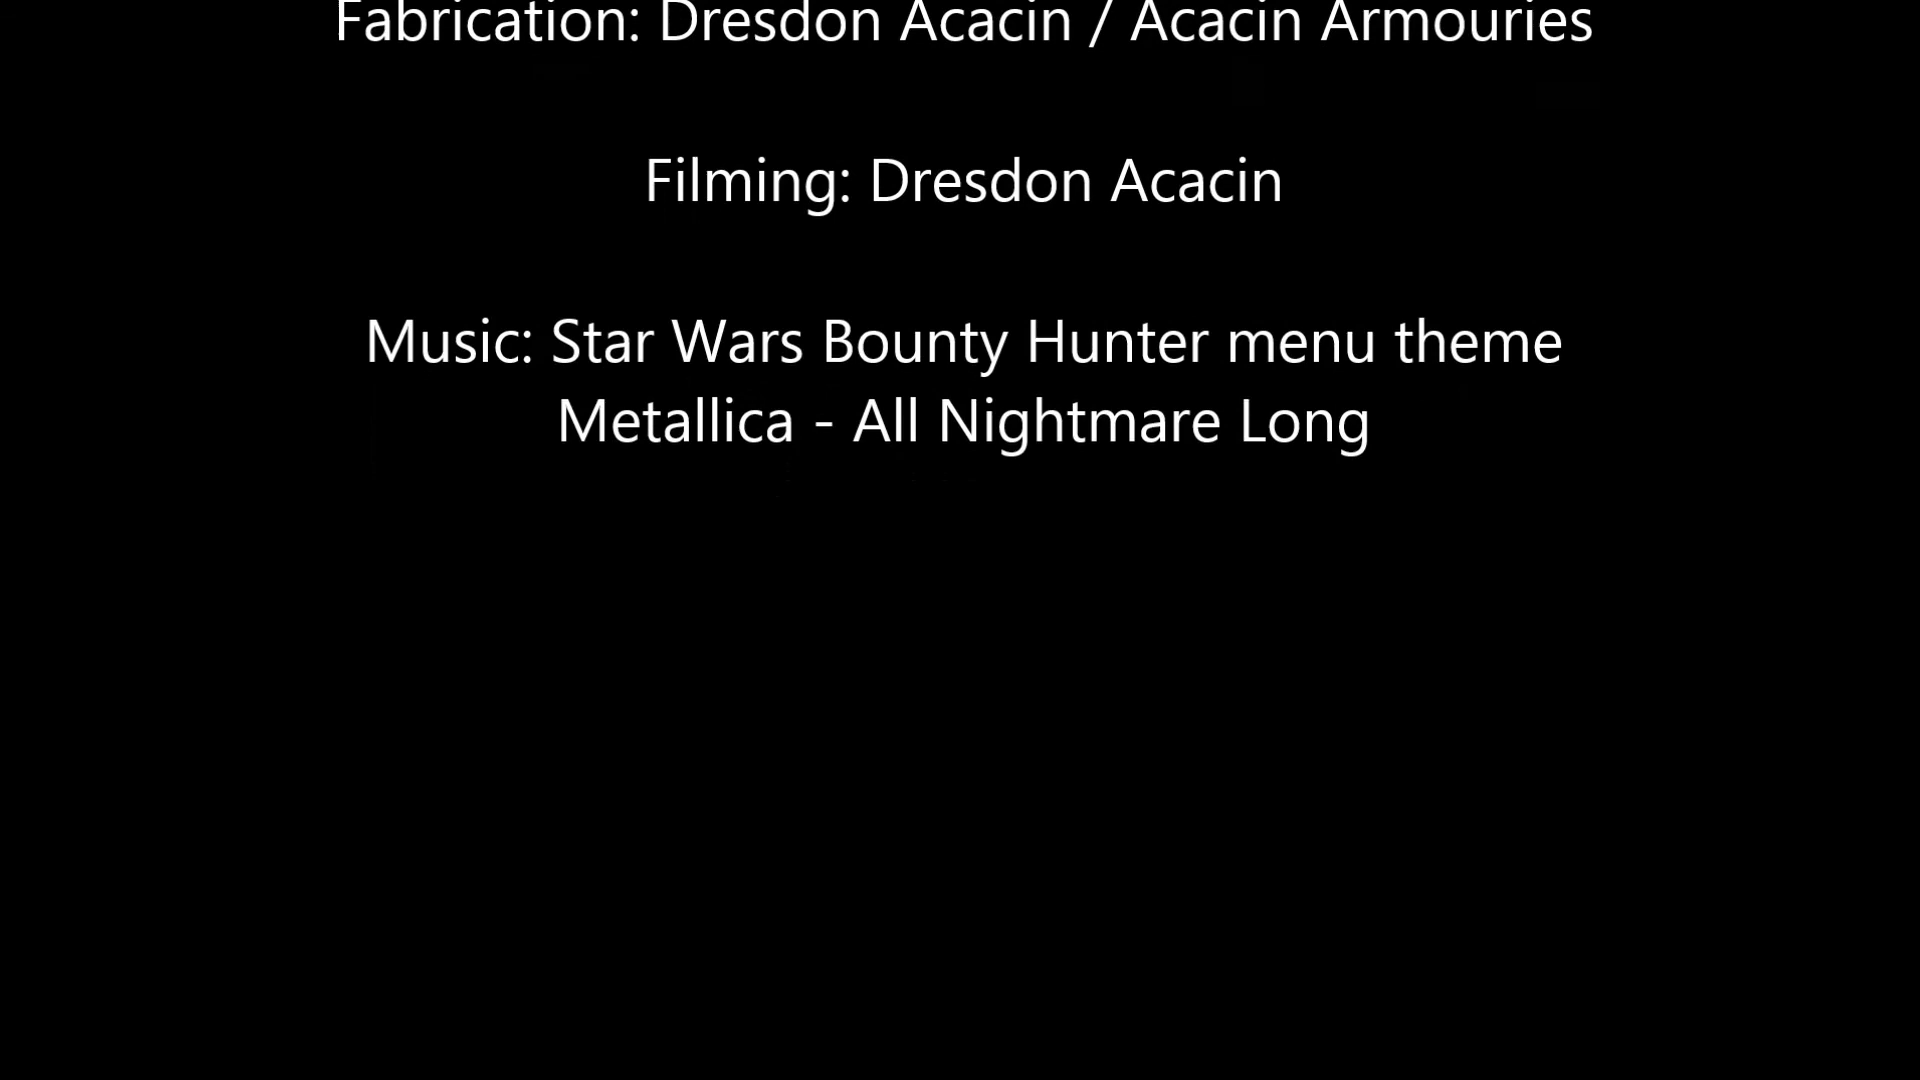 Fabrication: Dresdon Acacin / Acacin Armouries
Filming: Dresdon Acacin
Music: Star Wars Bounty Hunter menu theme
Metallica - All Nightmare Long